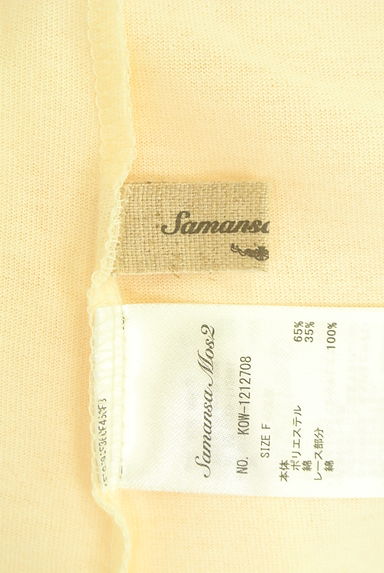 Samansa
Samansa Mos2
NO. KOW-1212708
SIZE F
本体
ポリエステル 65%
綿 35%
レース部分
綿 100%